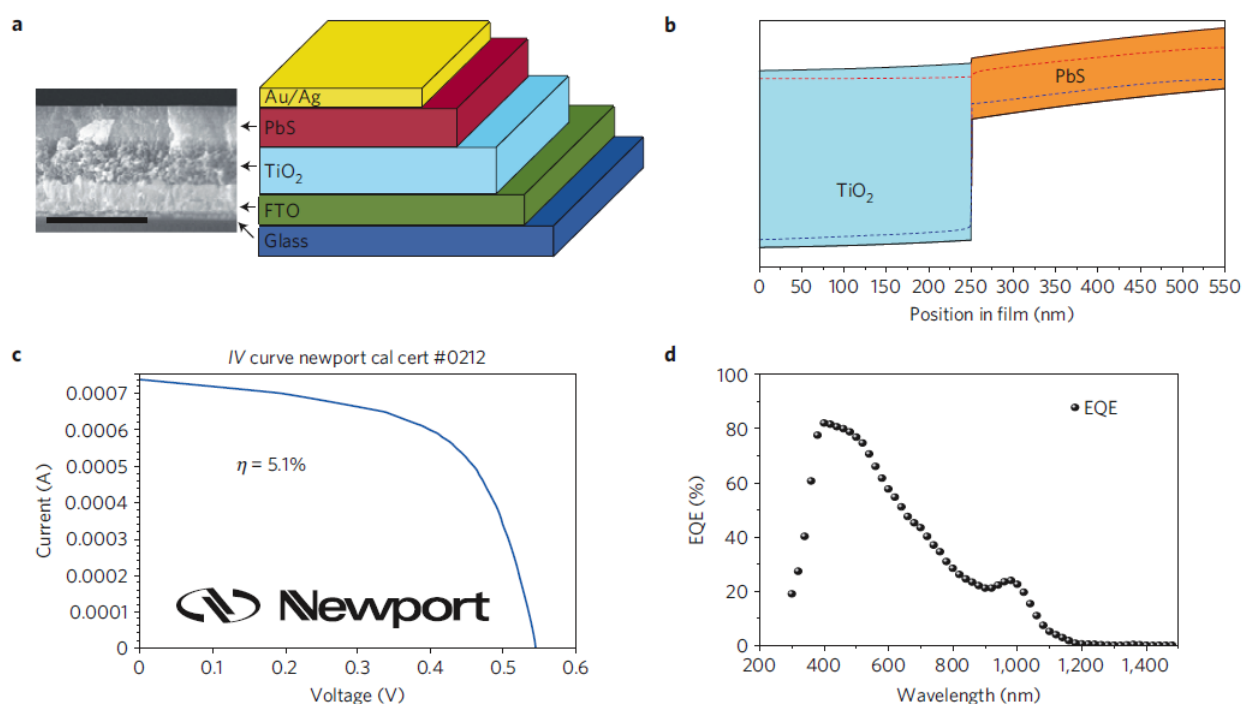 a
Au/Ag
PbS
TiO2
FTO
Glass
b
PbS
TiO2
0 50 100 150 200 250 300 350 400 450 500 550
Position in film (nm)
c
IV curve newport cal cert #0212
0.0007
0.0006
0.0005
0.0004
0.0003
0.0002
0.0001
0
Current (A)
η = 5.1%
Newport
0 0.1 0.2 0.3 0.4 0.5 0.6
Voltage (V)
d
100
80
60
40
20
0
EQE (%)
EQE
200 400 600 800 1,000 1,200 1,400
Wavelength (nm)